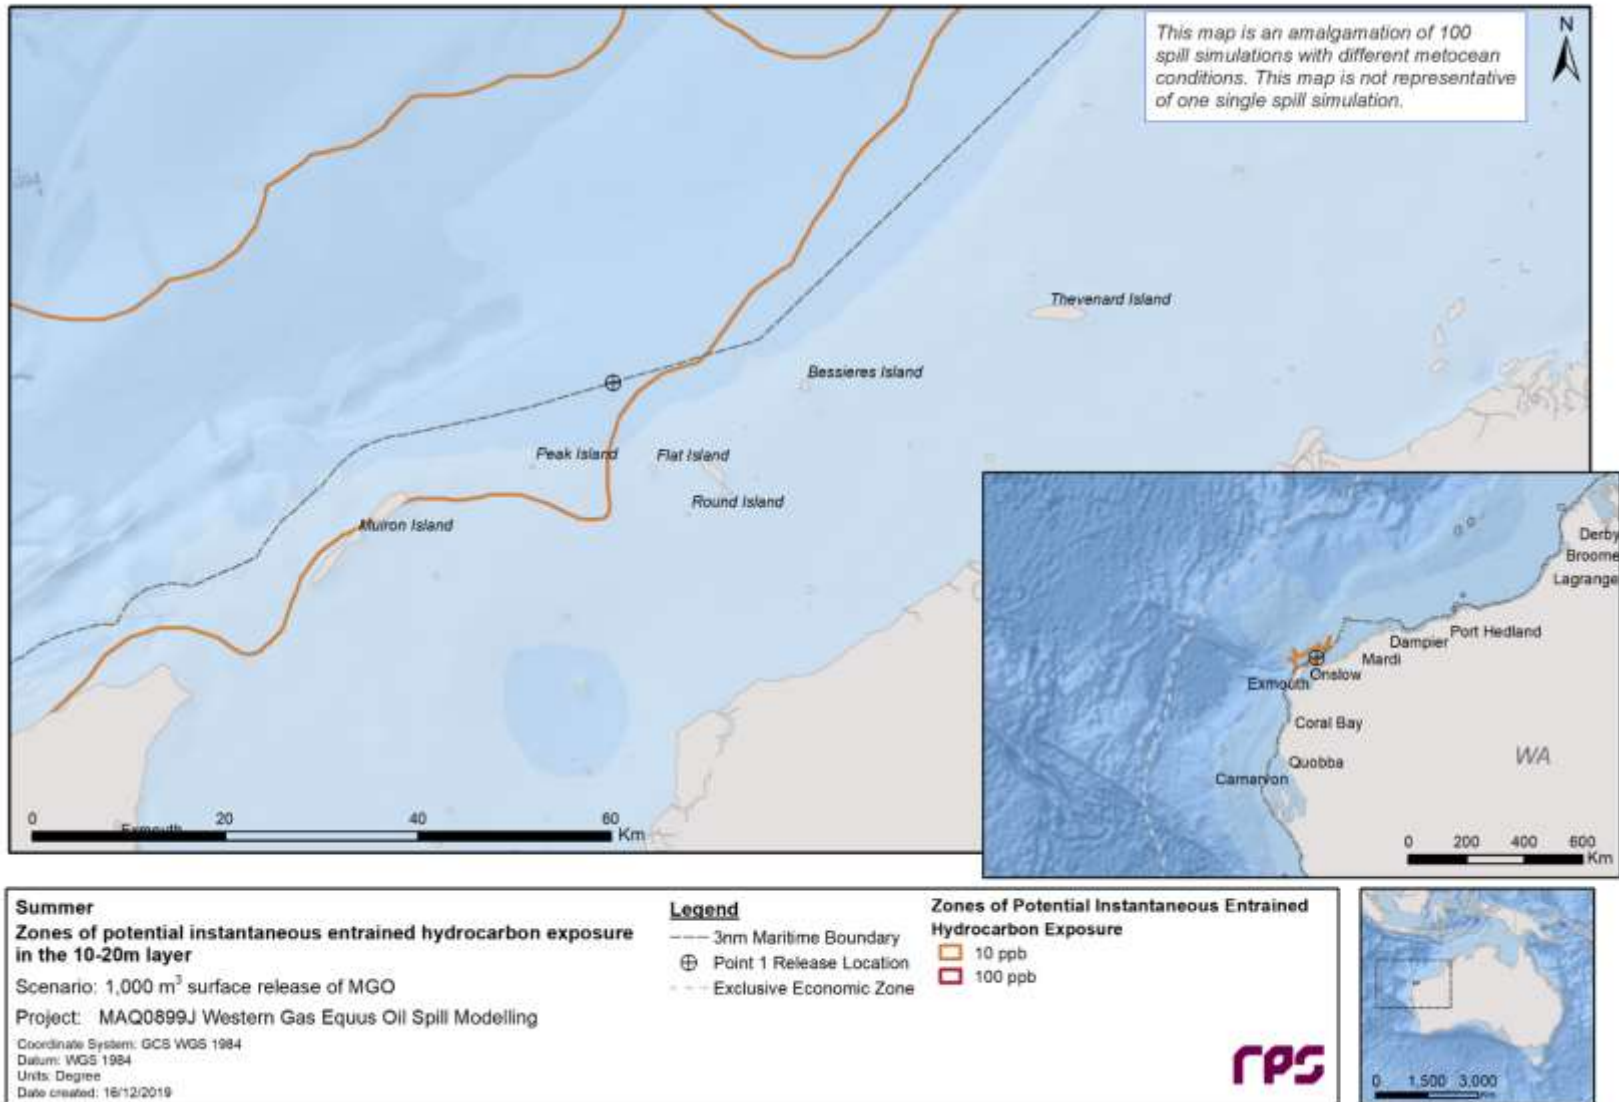 This map is an amalgamation of 100
spill simulations with different metocean
conditions. This map is not representative
of one single spill simulation.
N
Thevenard Island
Bessieres Island
Peak Island
Flat Island
Round Island
Muiron Island
Exmouth
0 20 40 60 Km
Derby
Broome
Lagrange
Port Hedland
Dampier
Mardi
Onslow
Exmouth
Coral Bay
Quobba
Carnarvon
WA
0 200 400 600
Km
Summer
Zones of potential instantaneous entrained hydrocarbon exposure
in the 10-20m layer
Scenario: 1,000 m³ surface release of MGO
Project: MAQ0899J Western Gas Equus Oil Spill Modelling
Coordinate System: GCS WGS 1984
Datum: WGS 1984
Units: Degree
Date created: 16/12/2019
Legend
3nm Maritime Boundary
Point 1 Release Location
Exclusive Economic Zone
Zones of Potential Instantaneous Entrained
Hydrocarbon Exposure
10 ppb
100 ppb
rps
0 1,500 3,000
Km